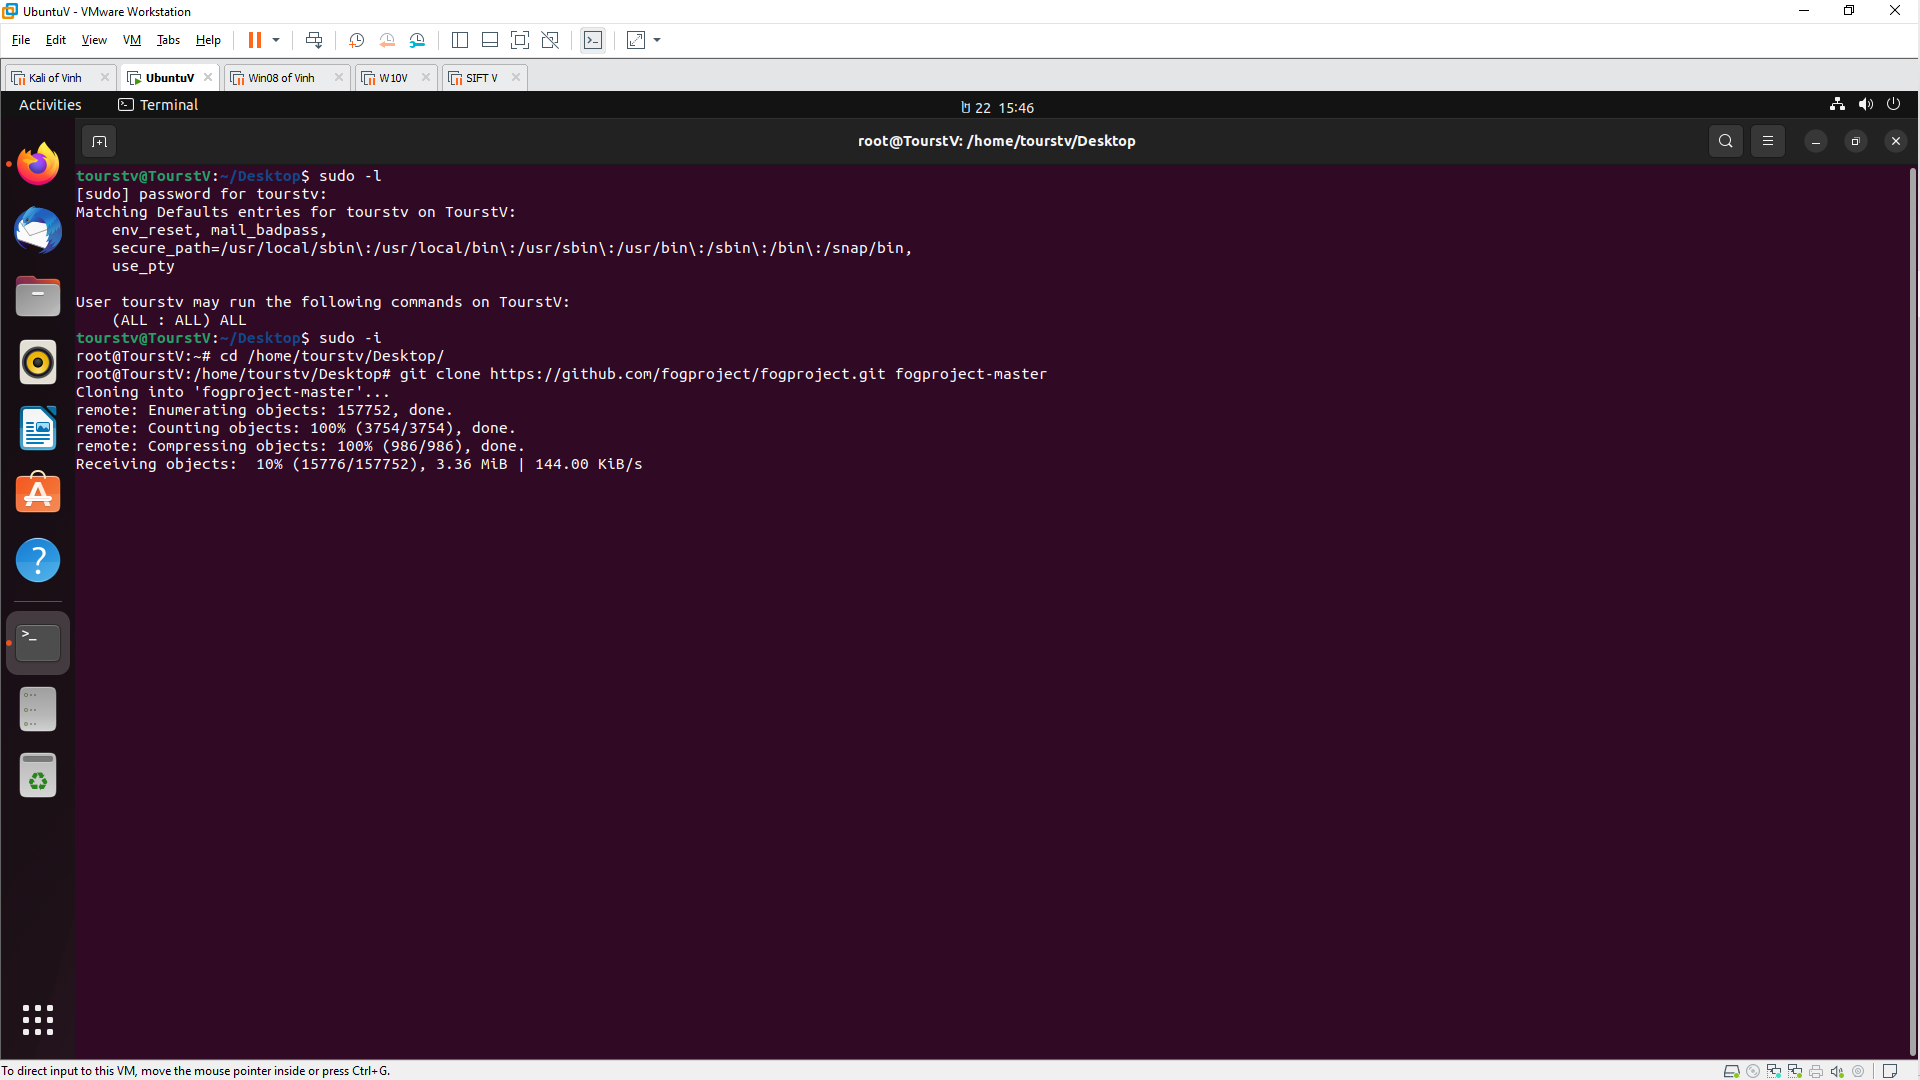 UbuntuV - VMware Workstation
File Edit View VM Tabs Help
Kali of Vinh UbuntuV Win08 of Vinh W10V SIFT V
Activities Terminal
22 15:46
root@TourstV: /home/tourstv/Desktop
tourstv@TourstV:~/Desktop$ sudo -l
[sudo] password for tourstv:
Matching Defaults entries for tourstv on TourstV:
env_reset, mail_badpass,
secure_path=/usr/local/sbin\:/usr/local/bin\:/usr/sbin\:/usr/bin\:/sbin\:/bin\:/snap/bin,
use_pty
User tourstv may run the following commands on TourstV:
(ALL : ALL) ALL
tourstv@TourstV:~/Desktop$ sudo -i
root@TourstV:~# cd /home/tourstv/Desktop/
root@TourstV:/home/tourstv/Desktop# git clone https://github.com/fogproject/fogproject.git fogproject-master
Cloning into 'fogproject-master'...
remote: Enumerating objects: 157752, done.
remote: Counting objects: 100% (3754/3754), done.
remote: Compressing objects: 100% (986/986), done.
Receiving objects:  10% (15776/157752), 3.36 MiB | 144.00 KiB/s
To direct input to this VM, move the mouse pointer inside or press Ctrl+G.